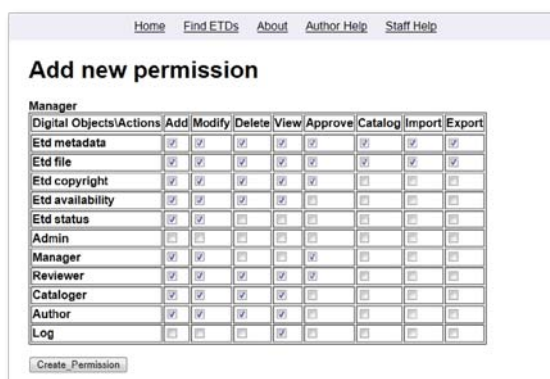 Home Find ETDs About Author Help Staff Help
Add new permission
Manager
Digital Objects\Actions Add Modify Delete View Approve Catalog Import Export
Etd metadata
Etd file
Etd copyright
Etd availability
Etd status
Admin
Manager
Reviewer
Cataloger
Author
Log
Create_Permission